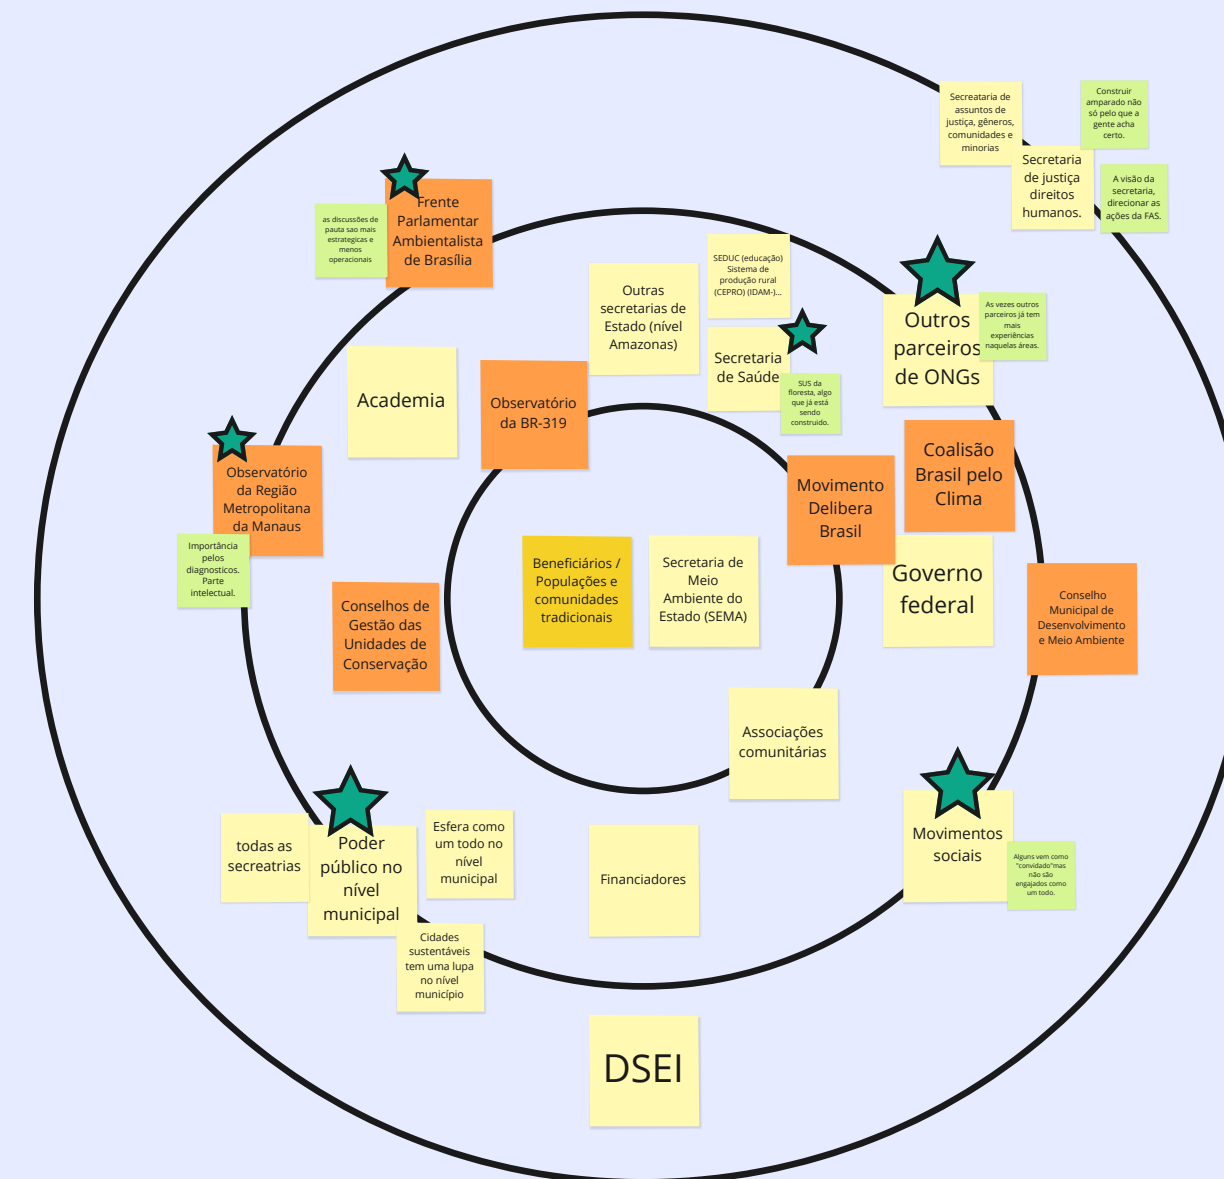 Secreataria de
assuntos de
justiça, gêneros,
comunidades e
minorias
Construir
amparado não
só pelo que a
gente acha
certo.
Secretaria
de justiça
direitos
humanos.
A visão da
secretaria,
direcionar as
ações da FAS.
Frente
Parlamentar
Ambientalista
de Brasília
as discussões de
pauta sao mais
estrategicas e
menos
operacionais
SEDUC (educação)
Sistema de
produção rural
(CEPRO) (IDAM-)...
Outras
secretarias de
Estado (nível
Amazonas)
Secretaria
de Saúde
SUS da
floresta, algo
que já está
sendo
construido.
Outros
parceiros
de ONGs
As vezes outros
parceiros já tem
mais
experiências
naquelas áreas.
Academia
Observatório
da BR-319
Coalisão
Brasil pelo
Clima
Movimento
Delibera
Brasil
Observatório
da Região
Metropolitana
da Manaus
Importância
pelos
diagnosticos.
Parte
intelectual.
Beneficiários /
Populações e
comunidades
tradicionais
Secretaria de
Meio
Ambiente do
Estado (SEMA)
Governo
federal
Conselho
Municipal de
Desenvolvimento
e Meio Ambiente
Conselhos de
Gestão das
Unidades de
Conservação
Associações
comunitárias
todas as
secreatrias
Poder
público no
nível
municipal
Esfera como
um todo no
nível
municipal
Cidades
sustentáveis
tem uma lupa
no nível
município
Financiadores
Movimentos
sociais
Alguns vem como
"convidado"mas
não são
engajados como
um todo.
DSEI